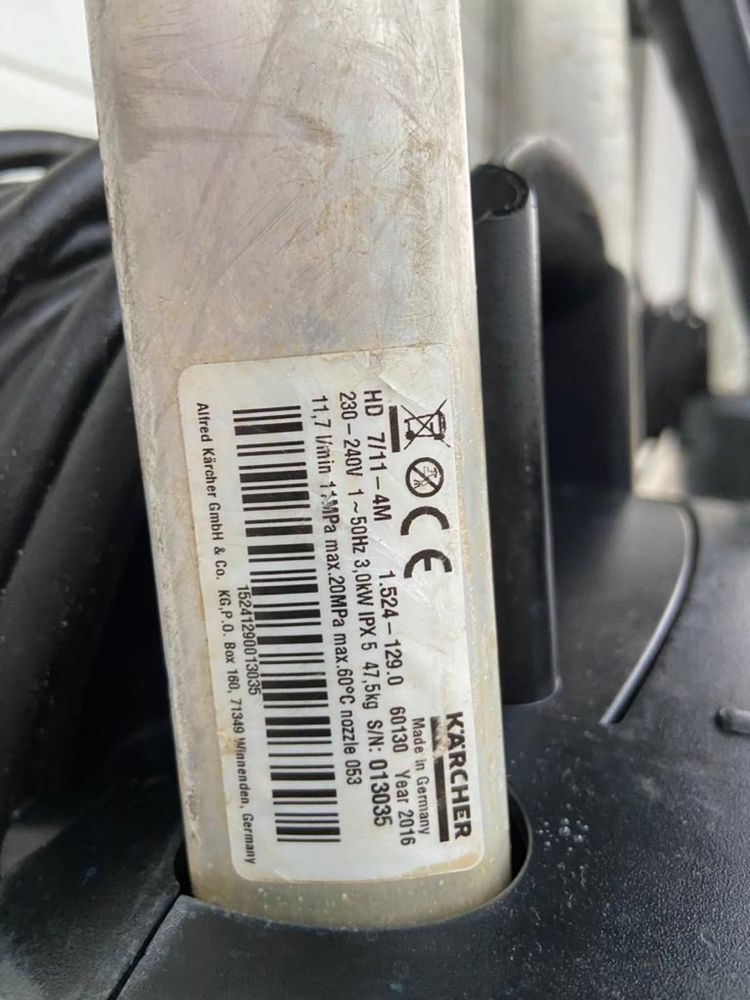 KÄRCHER
Made in Germany
HD 7/11-4M 1.524-129.0 60130 Year 2016
230-240V 1~50Hz 3,0kW IPX 5 47,5kg S/N: 013035
11,7 l/min 11MPa max.20MPa max.60°C nozzle 053
15241290013035
Alfred Kärcher GmbH & Co. KG,P.O. Box 160, 71349 Winnenden, Germany